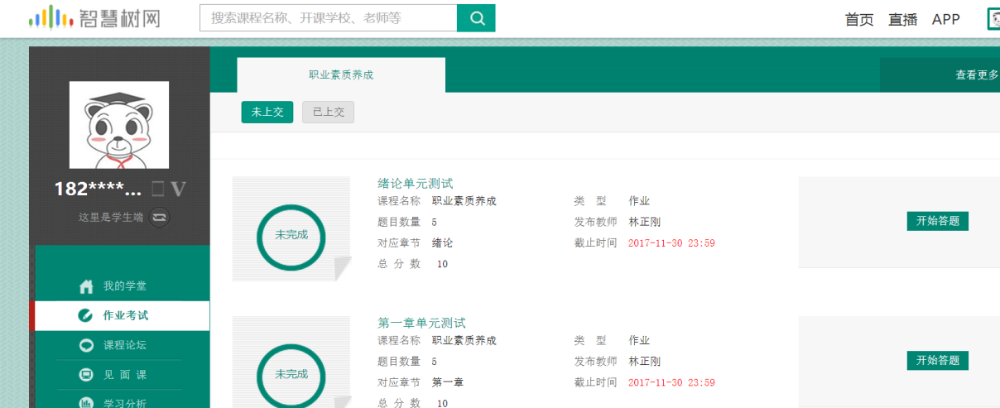 智慧树网
搜索课程名称、开课学校、老师等
首页 直播 APP
职业素质养成
查看更多
未上交 已上交
182****... V
这里是学生端
我的学堂
作业考试
课程论坛
见 面 课
学习分析
绪论单元测试
未完成
课程名称 职业素质养成 类 型 作业
题目数量 5 发布教师 林正刚
对应章节 绪论 截止时间 2017-11-30 23:59
总 分 数 10
开始答题
第一章单元测试
未完成
课程名称 职业素质养成 类 型 作业
题目数量 5 发布教师 林正刚
对应章节 第一章 截止时间 2017-11-30 23:59
总 分 数 10
开始答题